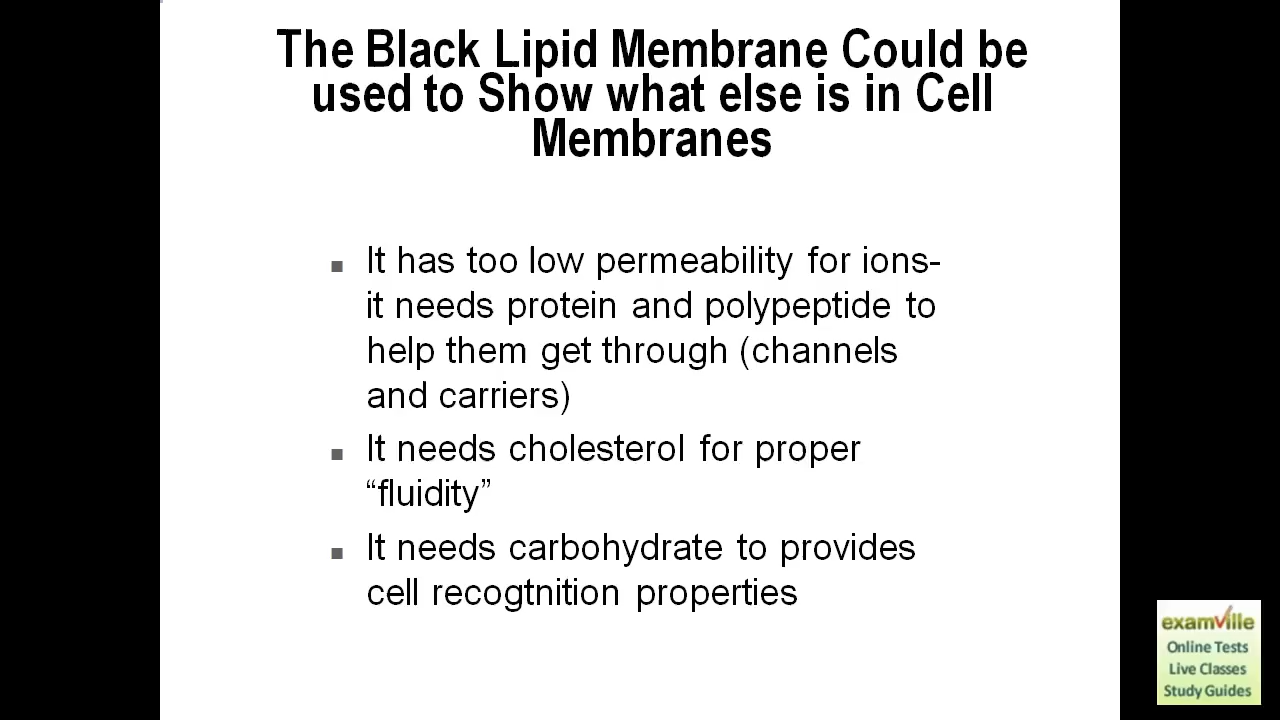 The Black Lipid Membrane Could be
used to Show what else is in Cell
Membranes
It has too low permeability for ions-
it needs protein and polypeptide to
help them get through (channels
and carriers)
It needs cholesterol for proper
“fluidity”
It needs carbohydrate to provides
cell recogtnition properties
examville
Online Tests
Live Classes
Study Guides